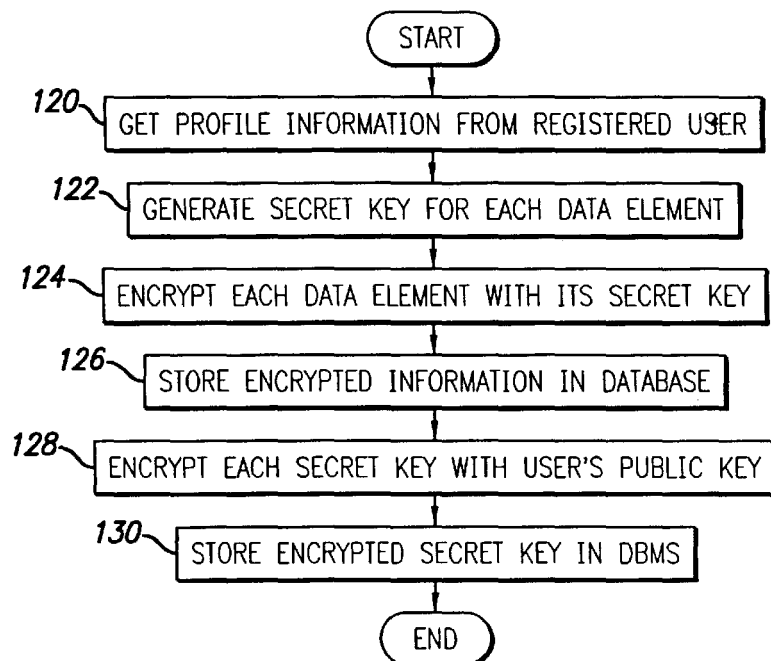 START
120
GET PROFILE INFORMATION FROM REGISTERED USER
122
GENERATE SECRET KEY FOR EACH DATA ELEMENT
124
ENCRYPT EACH DATA ELEMENT WITH ITS SECRET KEY
126
STORE ENCRYPTED INFORMATION IN DATABASE
128
ENCRYPT EACH SECRET KEY WITH USER'S PUBLIC KEY
130
STORE ENCRYPTED SECRET KEY IN DBMS
END